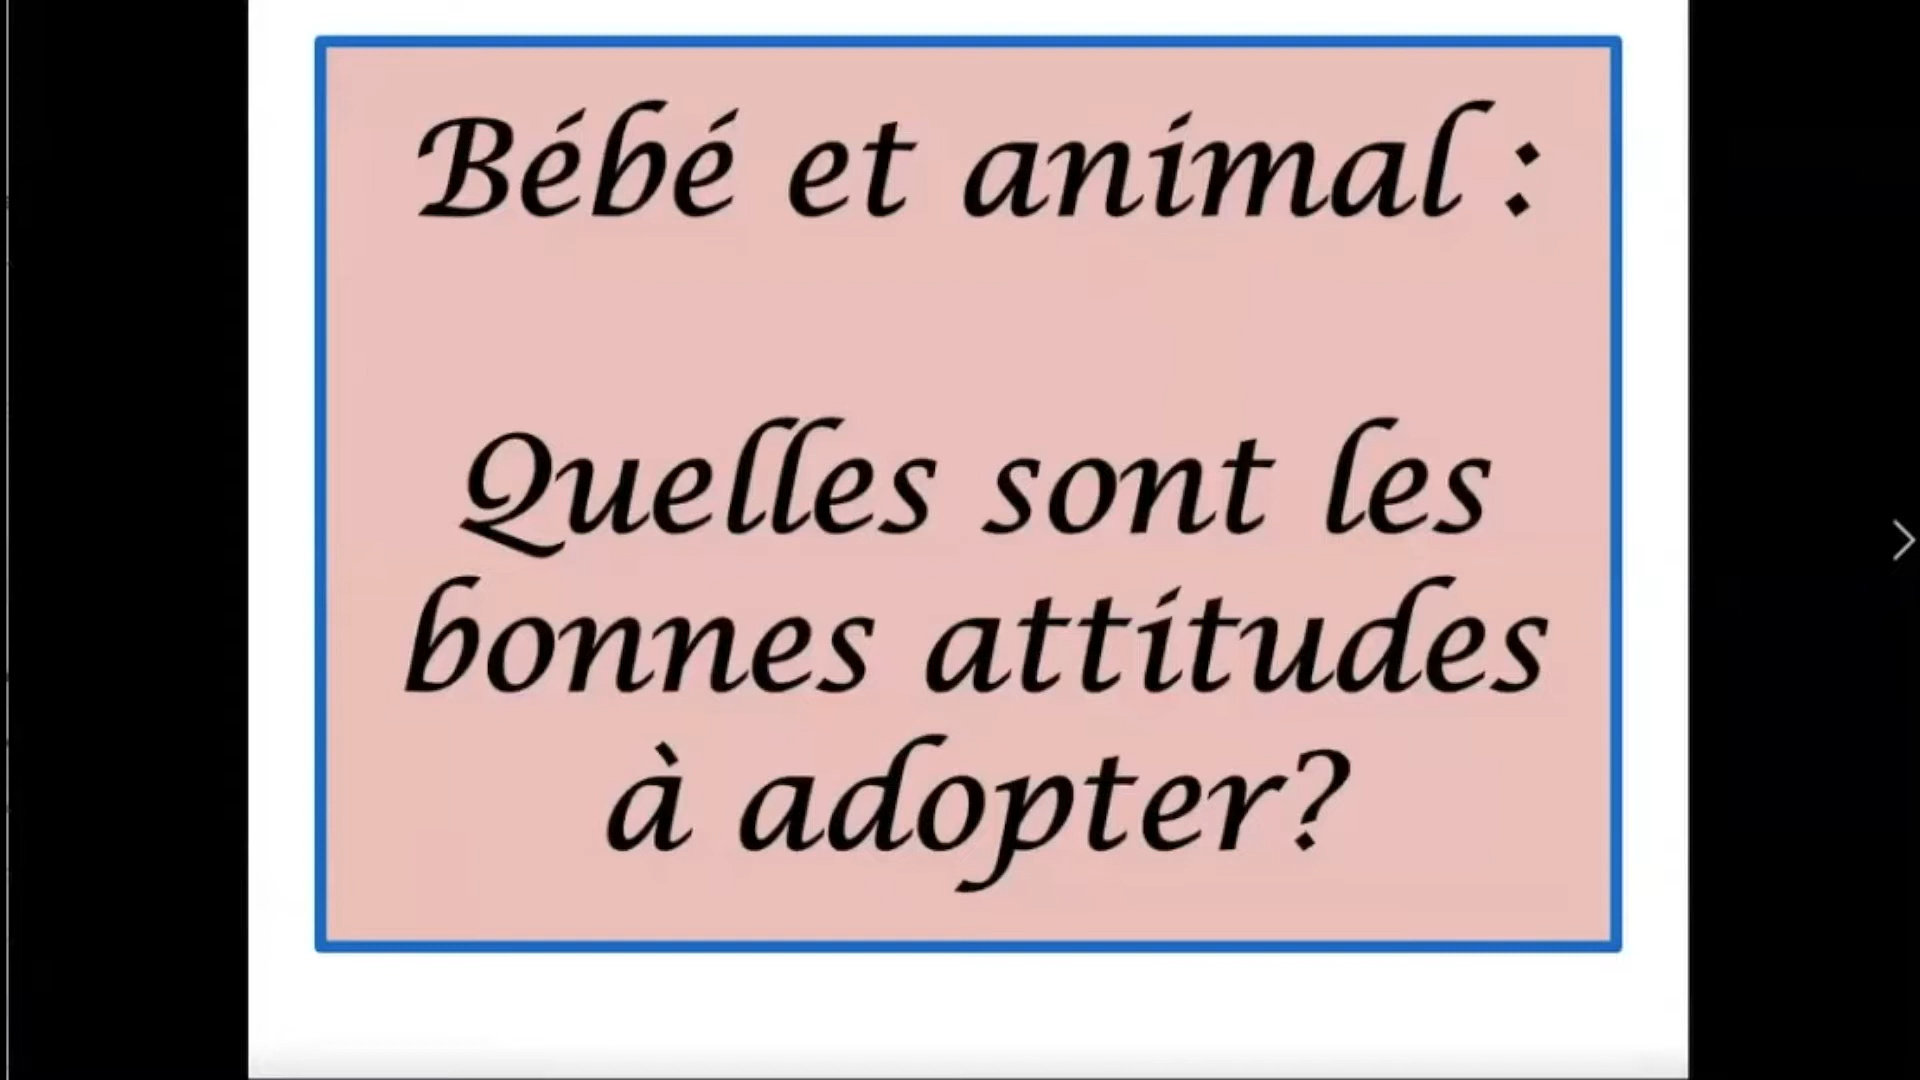 Bébé et animal :
Quelles sont les
bonnes attitudes
à adopter?